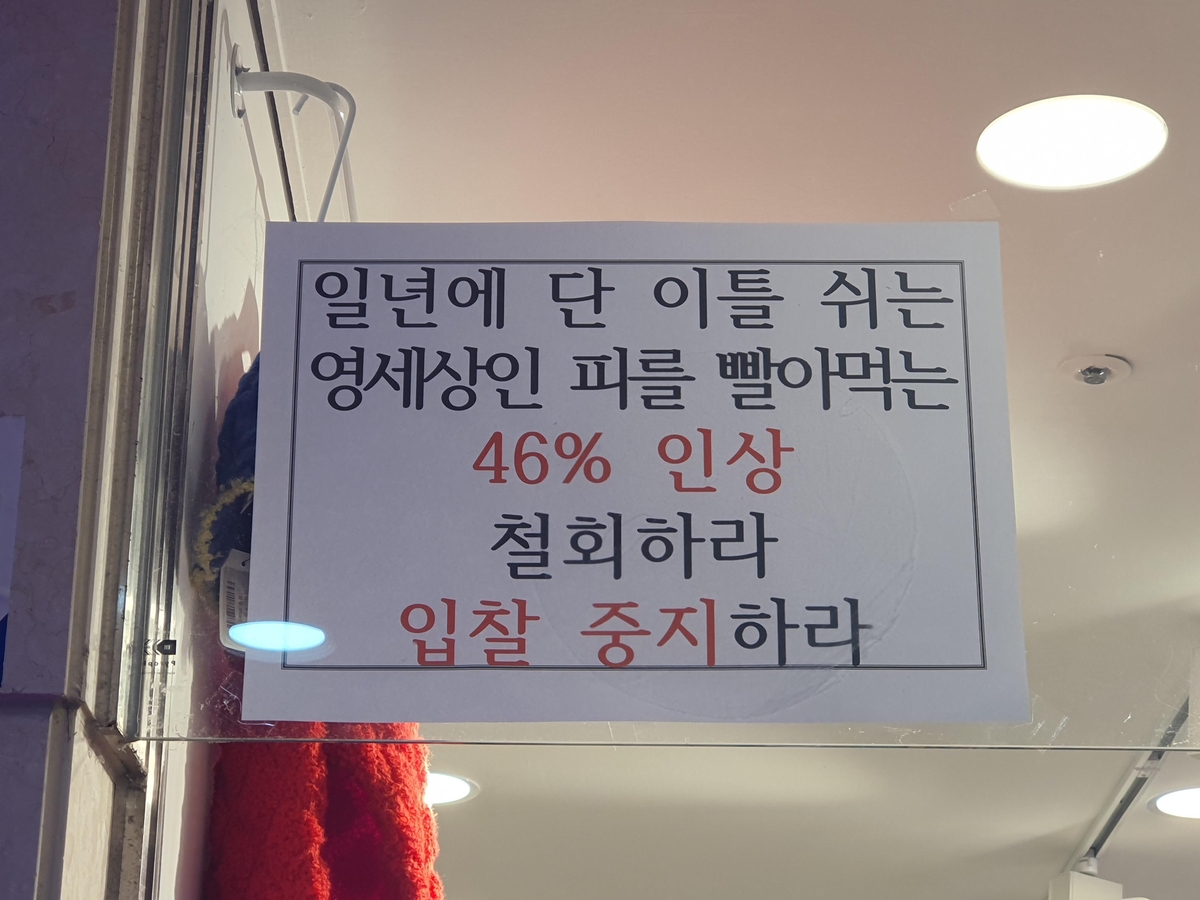 일년에 단 이틀 쉬는
영세상인 피를 빨아먹는
46% 인상
철회하라
입찰 중지하라